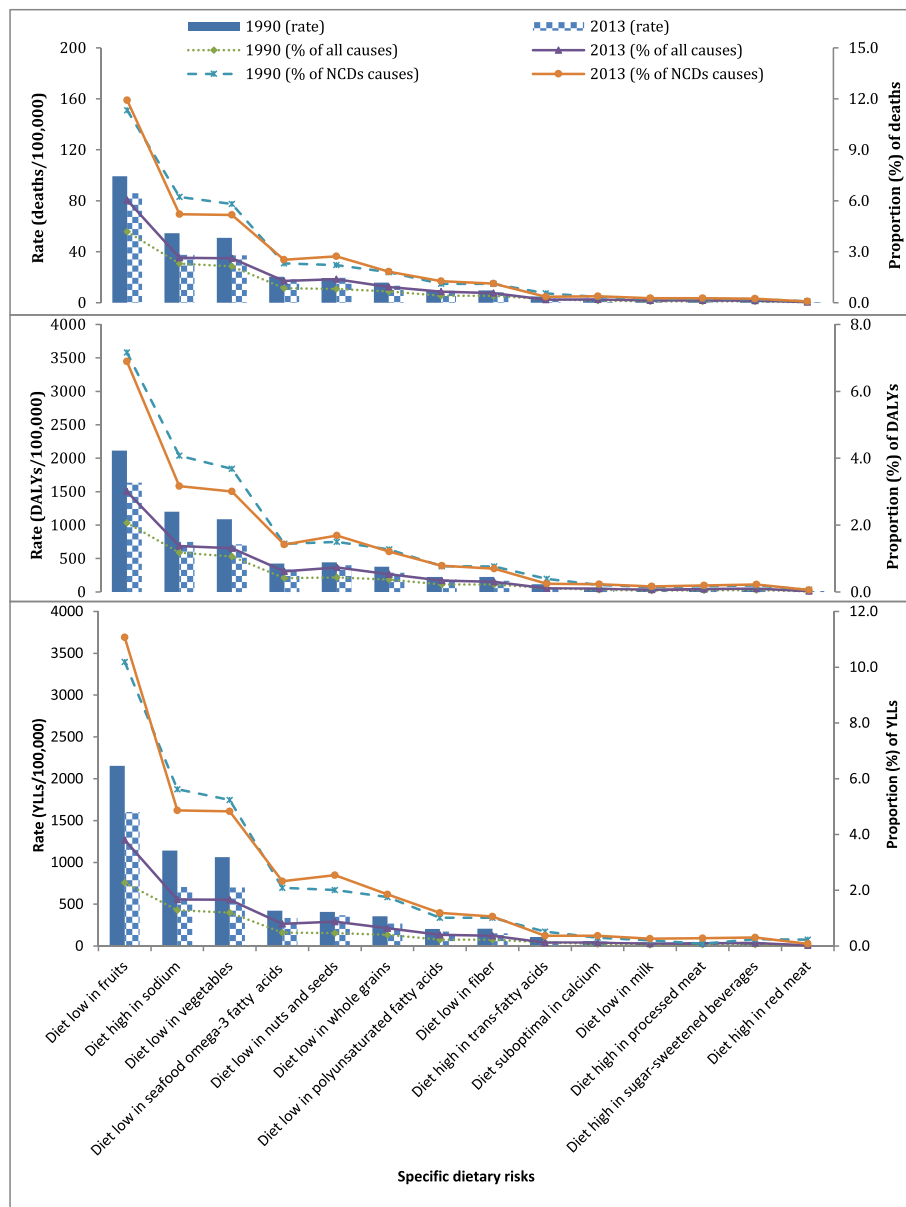 1990 (rate) 2013 (rate)
1990 (% of all causes) 2013 (% of all causes)
1990 (% of NCDs causes) 2013 (% of NCDs causes)
Rate (deaths/100,000)
200
160
120
80
40
0
Proportion (%) of deaths
15.0
12.0
9.0
6.0
3.0
0.0
Rate (DALYs/100,000)
4000
3500
3000
2500
2000
1500
1000
500
0
Proportion (%) of DALYs
8.0
6.0
4.0
2.0
0.0
Rate (YLLs/100,000)
4000
3500
3000
2500
2000
1500
1000
500
0
Proportion (%) of YLLs
12.0
10.0
8.0
6.0
4.0
2.0
0.0
Diet low in fruits
Diet high in sodium
Diet low in vegetables
Diet low in seafood omega-3 fatty acids
Diet low in nuts and seeds
Diet low in whole grains
Diet low in polyunsaturated fatty acids
Diet low in fiber
Diet high in trans-fatty acids
Diet suboptimal in calcium
Diet low in milk
Diet high in processed meat
Diet high in sugar-sweetened beverages
Diet high in red meat
Specific dietary risks